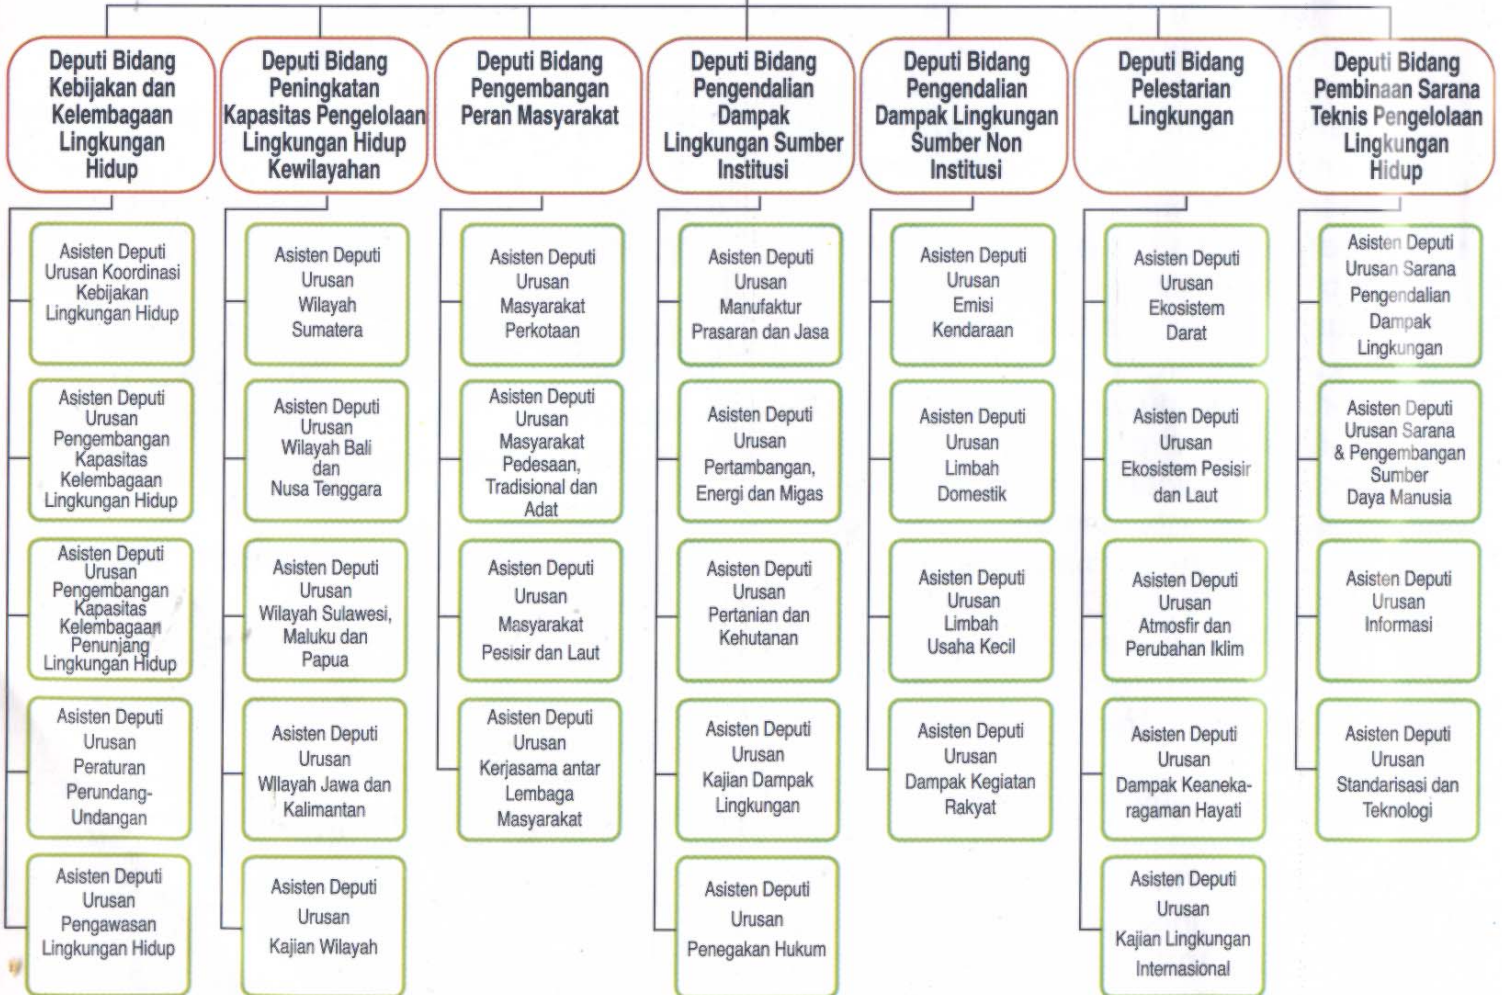 Deputi Bidang
Kebijakan dan
Kelembagaan
Lingkungan
Hidup
Asisten Deputi
Urusan Koordinasi
Kebijakan
Lingkungan Hidup
Asisten Deputi
Urusan
Pengembangan
Kapasitas
Kelembagaan
Lingkungan Hidup
Asisten Deputi
Urusan
Pengembangan
Kapasitas
Kelembagaan
Penunjang
Lingkungan Hidup
Asisten Deputi
Urusan
Peraturan
Perundang-
Undangan
Asisten Deputi
Urusan
Pengawasan
Lingkungan Hidup
Deputi Bidang
Peningkatan
Kapasitas Pengelolaan
Lingkungan Hidup
Kewilayahan
Asisten Deputi
Urusan
Wilayah
Sumatera
Asisten Deputi
Urusan
Wilayah Bali
dan
Nusa Tenggara
Asisten Deputi
Urusan
Wilayah Sulawesi,
Maluku dan
Papua
Asisten Deputi
Urusan
Wilayah Jawa dan
Kalimantan
Asisten Deputi
Urusan
Kajian Wilayah
Deputi Bidang
Pengembangan
Peran Masyarakat
Asisten Deputi
Urusan
Masyarakat
Perkotaan
Asisten Deputi
Urusan
Masyarakat
Pedesaan,
Tradisional dan
Adat
Asisten Deputi
Urusan
Masyarakat
Pesisir dan Laut
Asisten Deputi
Urusan
Kerjasama antar
Lembaga
Masyarakat
Deputi Bidang
Pengendalian
Dampak
Lingkungan Sumber
Institusi
Asisten Deputi
Urusan
Manufaktur
Prasaran dan Jasa
Asisten Deputi
Urusan
Pertambangan,
Energi dan Migas
Asisten Deputi
Urusan
Pertanian dan
Kehutanan
Asisten Deputi
Urusan
Kajian Dampak
Lingkungan
Asisten Deputi
Urusan
Penegakan Hukum
Deputi Bidang
Pengendalian
Dampak Lingkungan
Sumber Non
Institusi
Asisten Deputi
Urusan
Emisi
Kendaraan
Asisten Deputi
Urusan
Limbah
Domestik
Asisten Deputi
Urusan
Limbah
Usaha Kecil
Asisten Deputi
Urusan
Dampak Kegiatan
Rakyat
Deputi Bidang
Pelestarian
Lingkungan
Asisten Deputi
Urusan
Ekosistem
Darat
Asisten Deputi
Urusan
Ekosistem Pesisir
dan Laut
Asisten Deputi
Urusan
Atmosfir dan
Perubahan Iklim
Asisten Deputi
Urusan
Dampak Keaneka-
ragaman Hayati
Asisten Deputi
Urusan
Kajian Lingkungan
Internasional
Deputi Bidang
Pembinaan Sarana
Teknis Pengelolaan
Lingkungan
Hidup
Asisten Deputi
Urusan Sarana
Pengendalian
Dampak
Lingkungan
Asisten Deputi
Urusan Sarana
& Pengembangan
Sumber
Daya Manusia
Asisten Deputi
Urusan
Informasi
Asisten Deputi
Urusan
Standarisasi dan
Teknologi